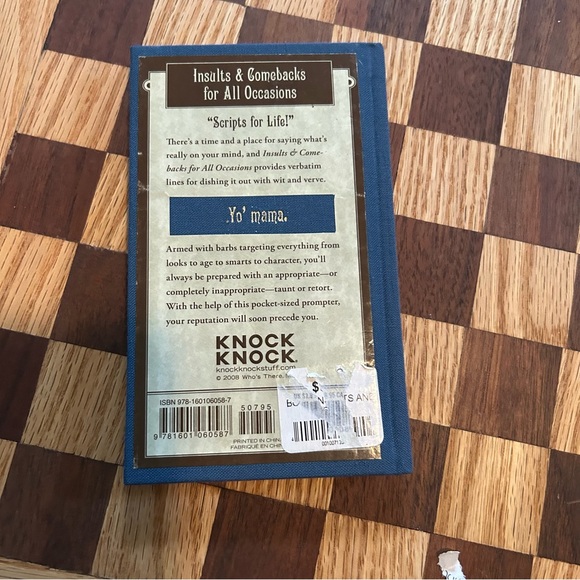 Insults & Comebacks
for All Occasions
"Scripts for Life!"
There's a time and a place for saying what's
really on your mind, and Insults & Come-
backs for All Occasions provides verbatim
lines for dishing it out with wit and verve.
Yo' mama.
Armed with barbs targeting everything from
looks to age to smarts to character, you'll
always be prepared with an appropriate—or
completely inappropriate—taunt or retort.
With the help of this pocket-sized prompter,
your reputation will soon precede you.
KNOCK
KNOCK®
knockknockstuff.com
© 2008 Who's There,
ISBN 978-160106058-7
50795
9 781601 060587
PRINTED IN CHINA
FABRIQUÉ EN CHIN
$